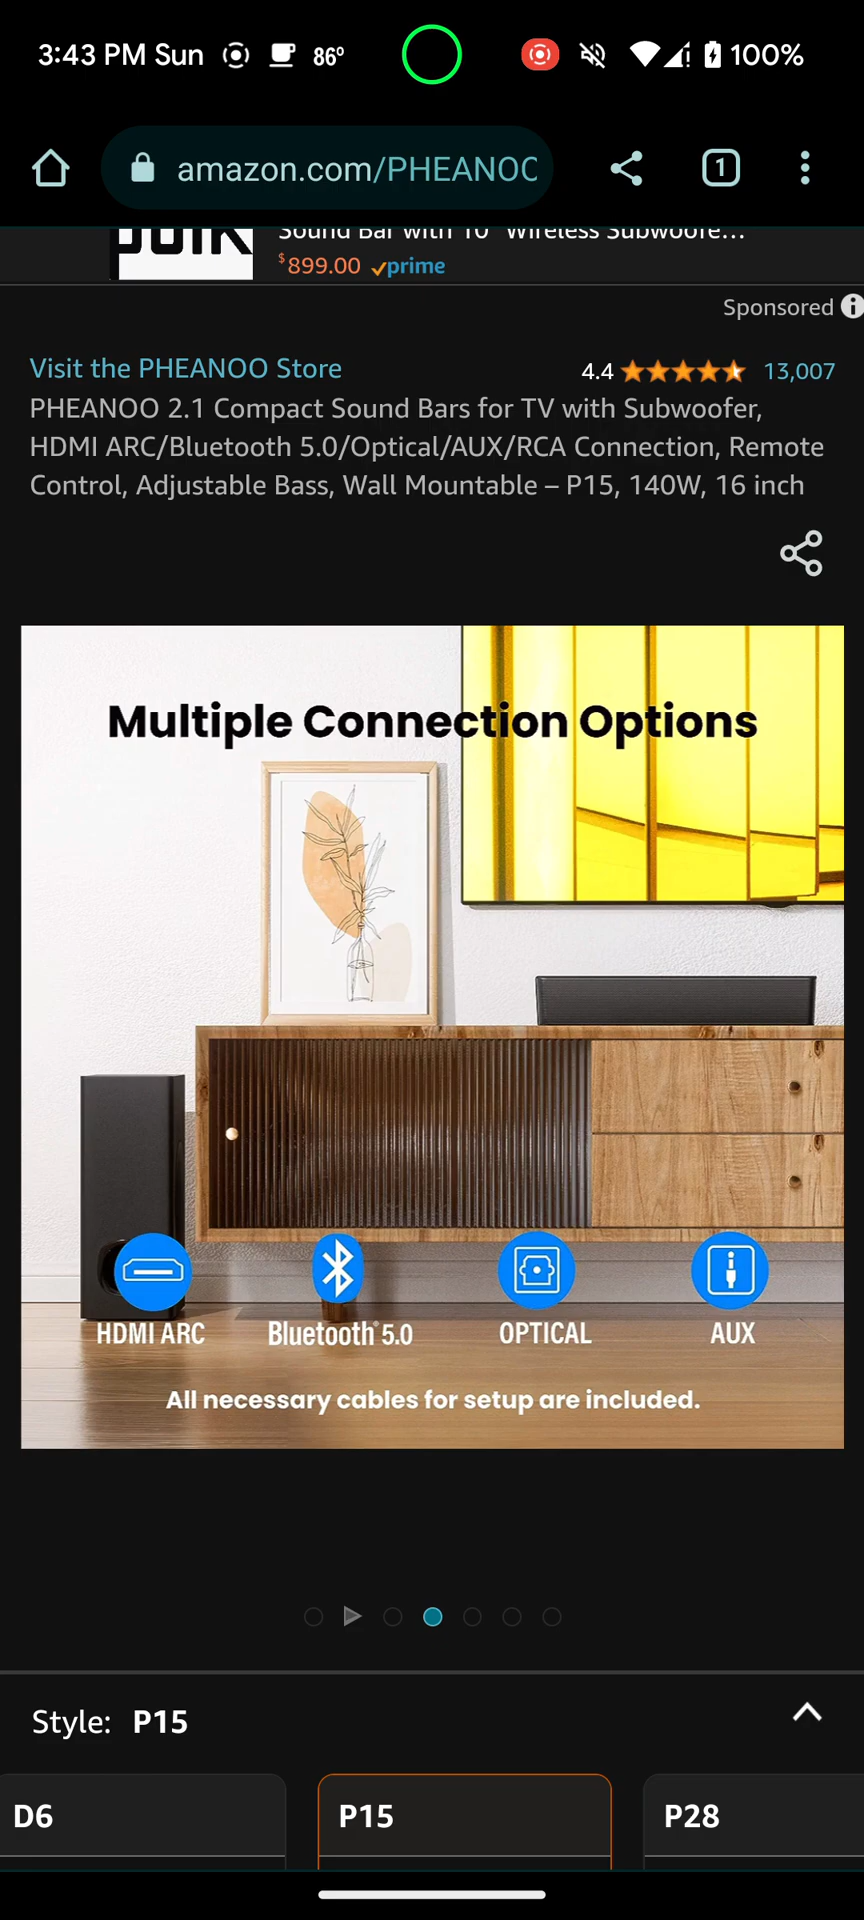 3:43 PM Sun 86° 100%
amazon.com/PHEANOO
1
Sound Bar with 10" Wireless Subwoofe...
$899.00 prime
Sponsored
Visit the PHEANOO Store 4.4 13,007
PHEANOO 2.1 Compact Sound Bars for TV with Subwoofer,
HDMI ARC/Bluetooth 5.0/Optical/AUX/RCA Connection, Remote
Control, Adjustable Bass, Wall Mountable – P15, 140W, 16 inch
Multiple Connection Options
HDMI ARC Bluetooth® 5.0 OPTICAL AUX
All necessary cables for setup are included.
Style: P15
D6 P15 P28